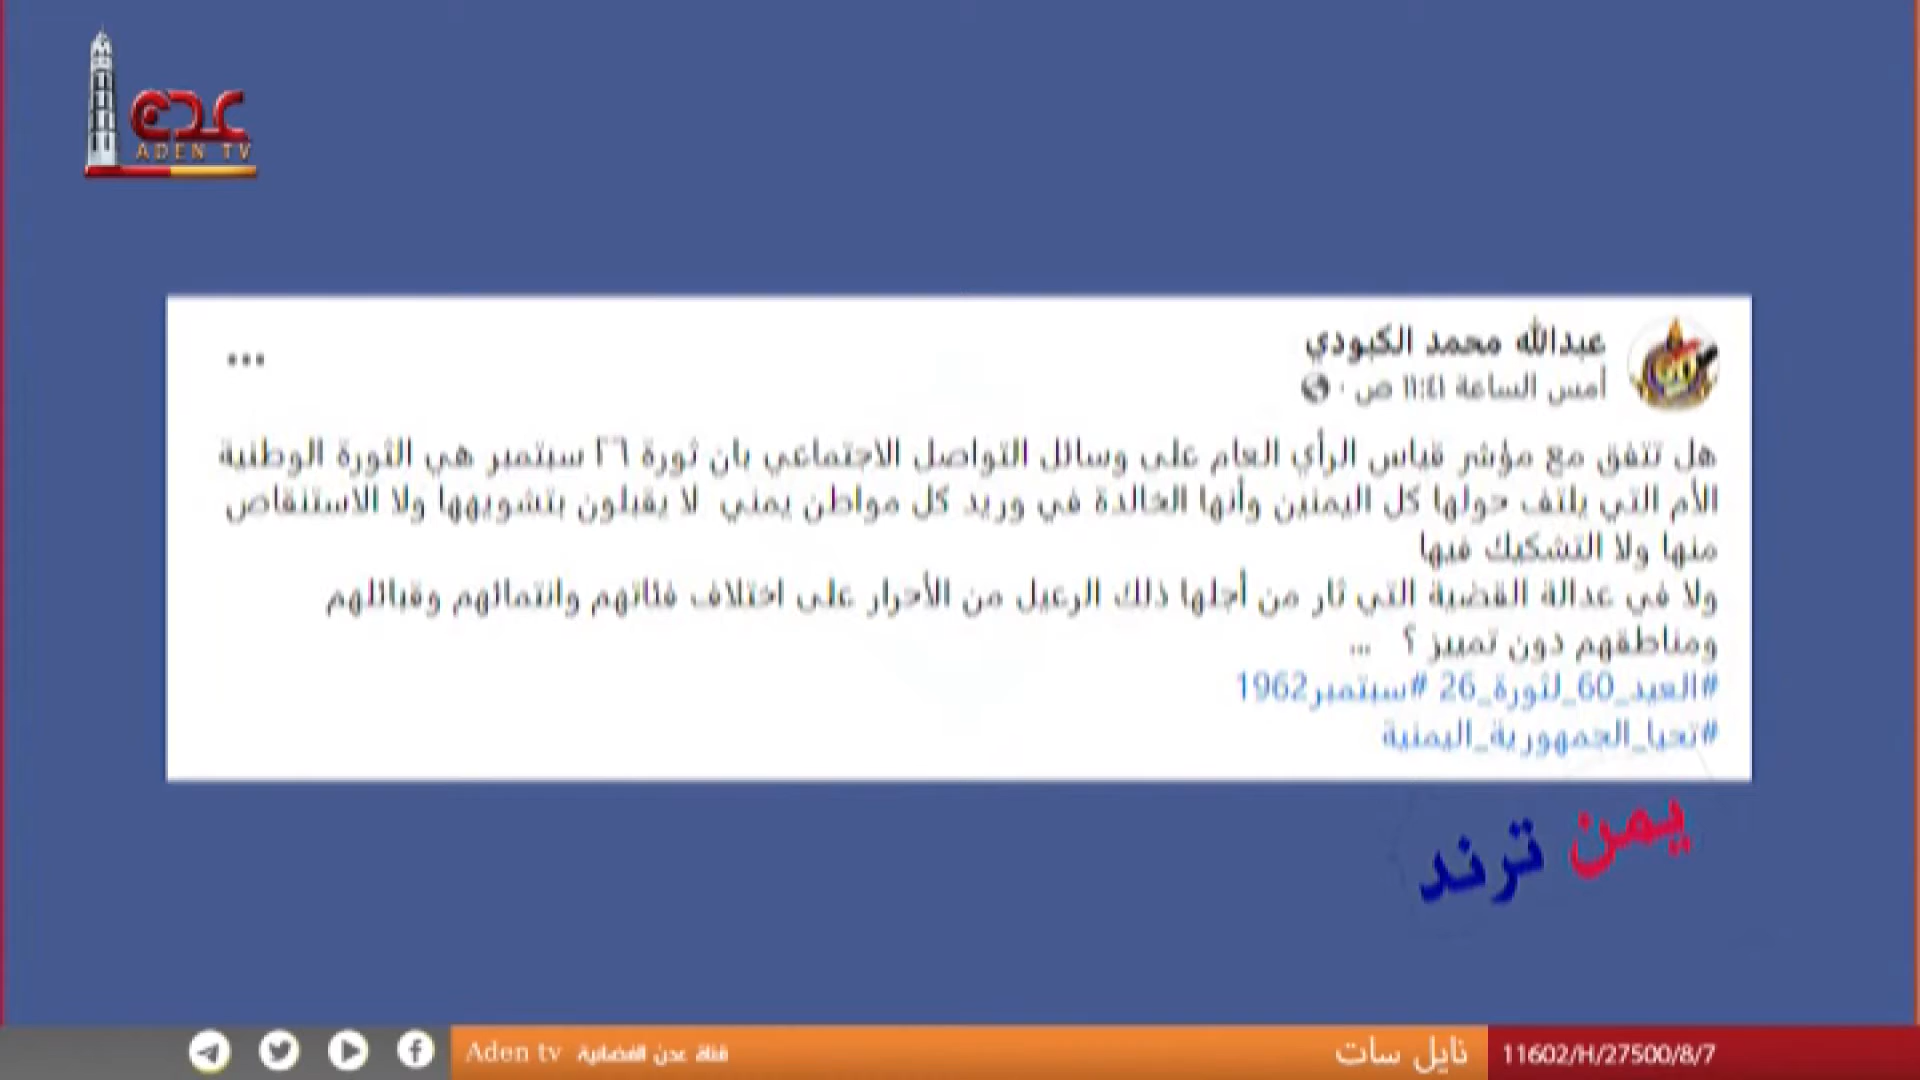 عدن
ADEN TV
عبدالله محمد الكبودي
أمس الساعة ١١:٤١ ص ·
هل تتفق مع مؤشر قياس الرأي العام على وسائل التواصل الاجتماعي بان ثورة ٢٦ سبتمبر هي الثورة الوطنية
الأم التي يلتف حولها كل اليمنين وأنها الخالدة في وريد كل مواطن يمني لا يقبلون بتشويهها ولا الاستنقاص
منها ولا التشكيك فيها
ولا في عدالة القضية التي ثار من أجلها ذلك الرعيل من الأحرار على اختلاف فئاتهم وانتمائهم وقبائلهم
ومناطقهم دون تمييز ؟ ...
#العيد_60_لثورة_26 #سبتمبر1962
#تحيا_الجمهورية_اليمنية
يمن ترند
Aden tv قناة عدن الفضائية
نايل سات
11602/H/27500/8/7